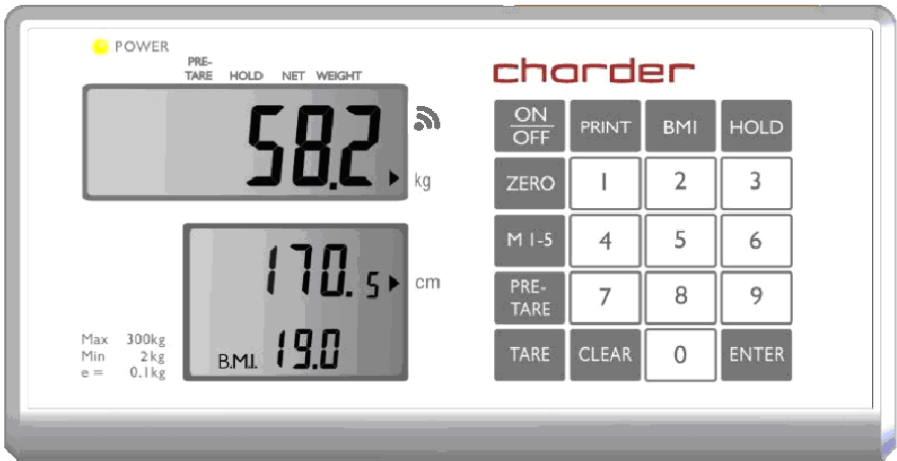 POWER
PRE-
TARE HOLD NET WEIGHT
58.2
kg
170.5 cm
B.M.I. 19.0
Max 300kg
Min 2kg
e = 0.1kg
charder
ON
OFF
PRINT
BMI
HOLD
ZERO
1
2
3
M 1-5
4
5
6
PRE-
TARE
7
8
9
TARE
CLEAR
0
ENTER